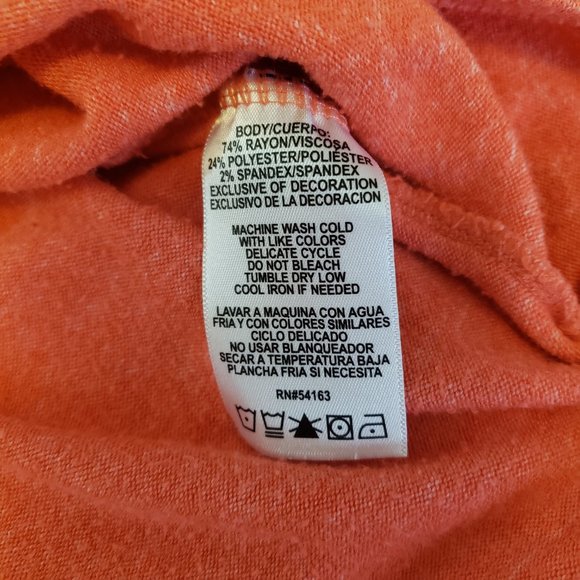 BODY/CUERPO:
74% RAYON/VISCOSA
24% POLYESTER/POLIÉSTER
2% SPANDEX/SPANDEX
EXCLUSIVE OF DECORATION
EXCLUSIVO DE LA DECORACION
MACHINE WASH COLD
WITH LIKE COLORS
DELICATE CYCLE
DO NOT BLEACH
TUMBLE DRY LOW
COOL IRON IF NEEDED
LAVAR A MAQUINA CON AGUA
FRIA Y CON COLORES SIMILARES
CICLO DELICADO
NO USAR BLANQUEADOR
SECAR A TEMPERATURA BAJA
PLANCHA FRIA SI NECESITA
RN#54163